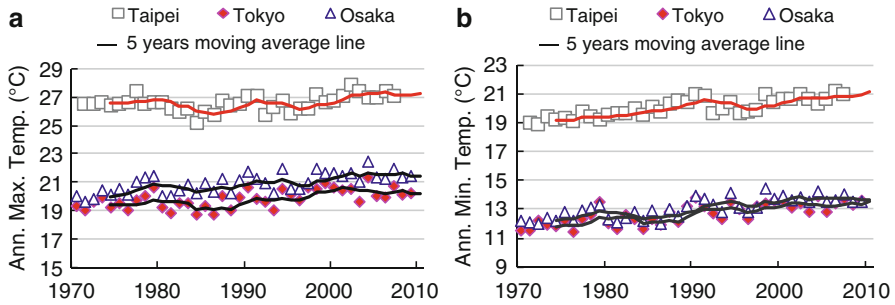 a
Taipei Tokyo Osaka
5 years moving average line
Ann. Max. Temp. (°C)
29
27
25
23
21
19
17
15
1970 1980 1990 2000 2010
b
Taipei Tokyo Osaka
5 years moving average line
Ann. Min. Temp. (°C)
23
21
19
17
15
13
11
9
1970 1980 1990 2000 2010